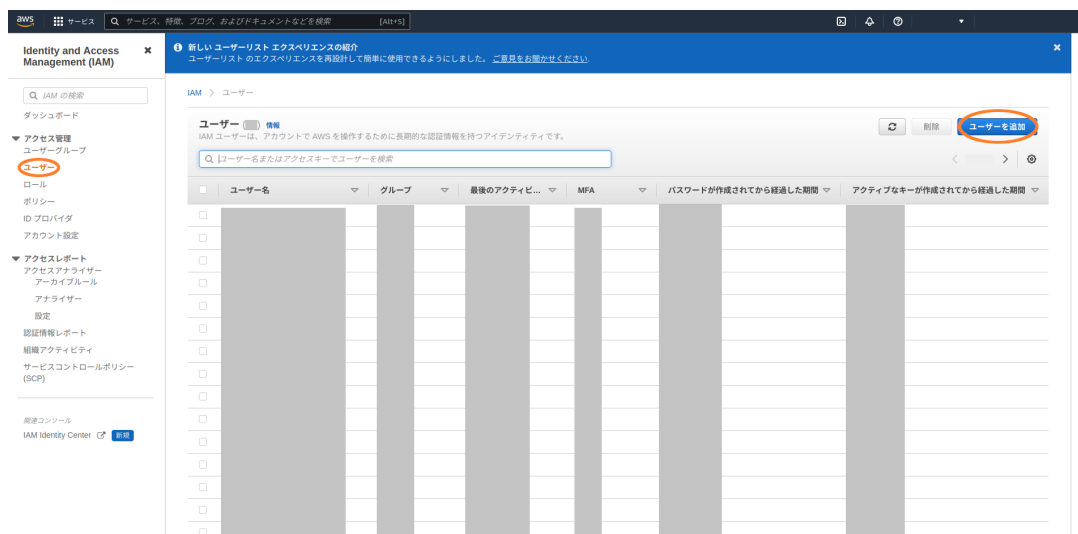 aws
サービス
サービス、特徴、ブログ、およびドキュメントなどを検索
[Alt+S]
Identity and Access Management (IAM)
IAM の検索
ダッシュボード
アクセス管理
ユーザーグループ
ユーザー
ロール
ポリシー
ID プロバイダ
アカウント設定
アクセスレポート
アクセスアナライザー
アーカイブルール
アナライザー
設定
認証情報レポート
組織アクティビティ
サービスコントロールポリシー
(SCP)
関連コンソール
IAM Identity Center 新規
新しい ユーザーリスト エクスペリエンスの紹介
ユーザーリスト のエクスペリエンスを再設計して簡単に使用できるようにしました。 ご意見をお聞かせください.
IAM > ユーザー
ユーザー ( ) 情報
IAM ユーザーは、アカウントで AWS を操作するために長期的な認証情報を持つアイデンティティです。
削除
ユーザーを追加
ユーザー名またはアクセスキーでユーザーを検索
ユーザー名 グループ 最後のアクティビ... MFA パスワードが作成されてから経過した期間 アクティブなキーが作成されてから経過した期間